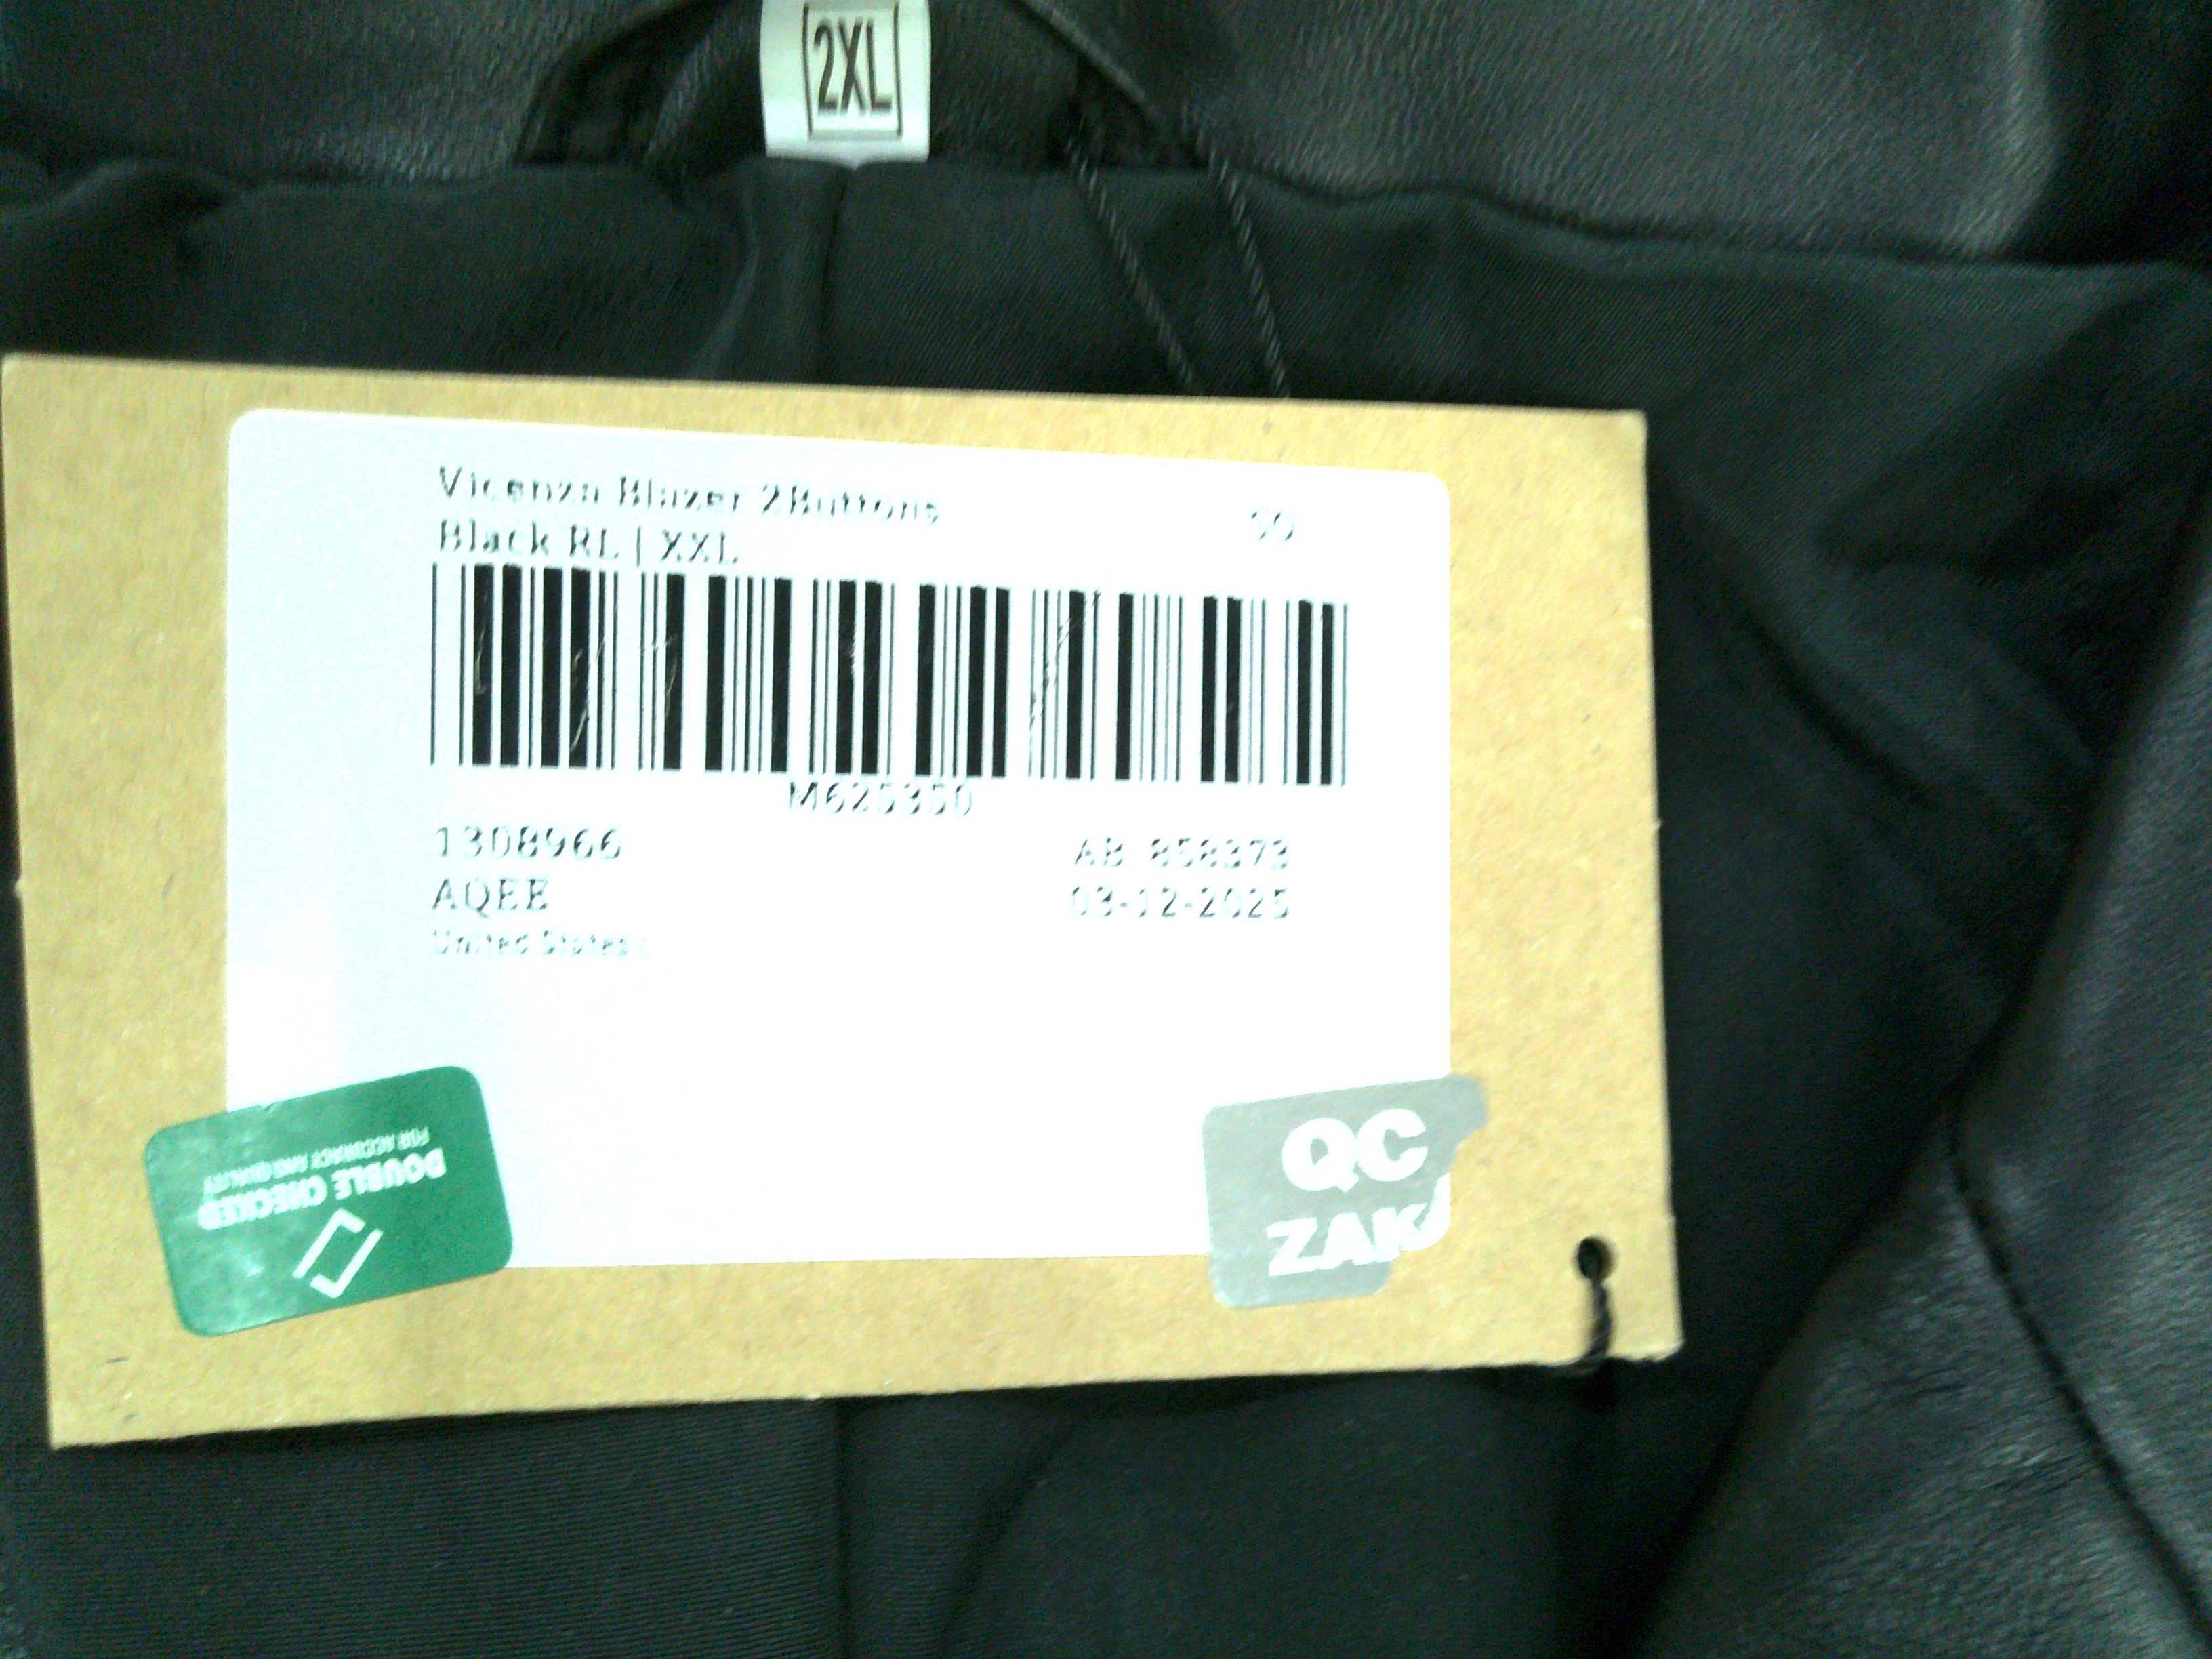 2XL
Vicenza Blazer 2Buttons
Black RL | XXL
M625350
1308966
AB 858373
AQEE
03-12-2025
United States
DOUBLE CHECKED
FOR ACCURACY AND QUALITY
QC
ZAKA